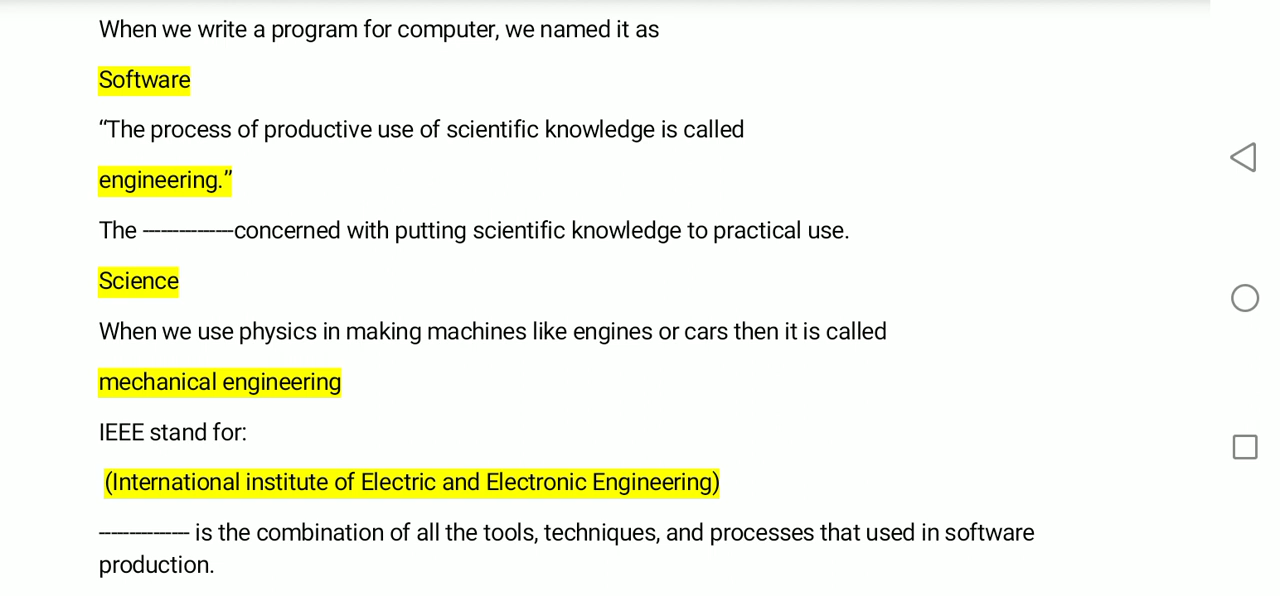 When we write a program for computer, we named it as
Software
“The process of productive use of scientific knowledge is called
engineering.”
The ---------------concerned with putting scientific knowledge to practical use.
Science
When we use physics in making machines like engines or cars then it is called
mechanical engineering
IEEE stand for:
(International institute of Electric and Electronic Engineering)
--------------- is the combination of all the tools, techniques, and processes that used in software
production.